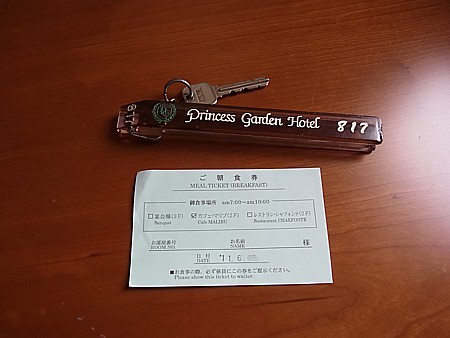 Princess Garden Hotel 817
817
ご朝食券
MEAL TICKET (BREAKFAST)
御食事場所 am7:00〜am10:00
□宴会場(3F) ☑カフェ・マリブ(2F) □レストラン・シャフォンテ(2F)
Banquet Cafe MALIBU Restaurant CHAFFONTE
お部屋番号 お名前 様
ROOM NO. NAME
日付
DATE '11.6
■お食事の際、必ず係員にこの券をご提示ください。
Please show this ticket to waiter.